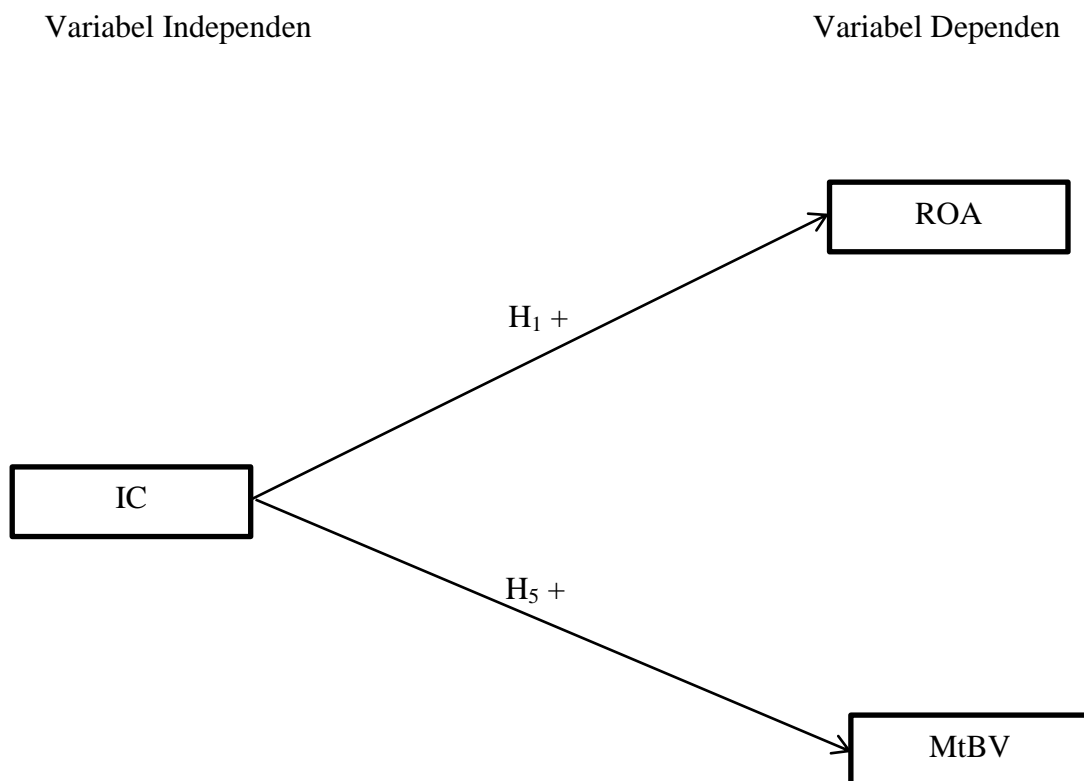 Variabel Independen
Variabel Dependen
ROA
H₁ +
IC
H₅ +
MtBV